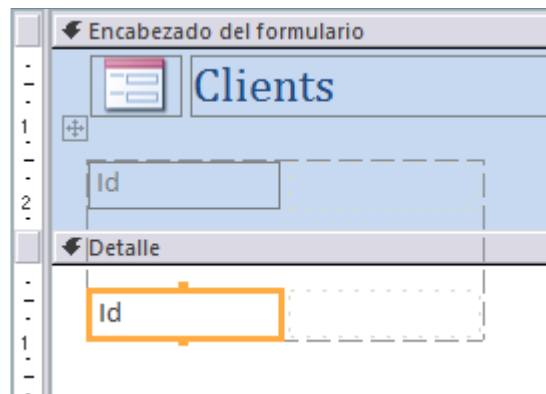 Encabezado del formulario
Clients
1
Id
2
Detalle
Id
1